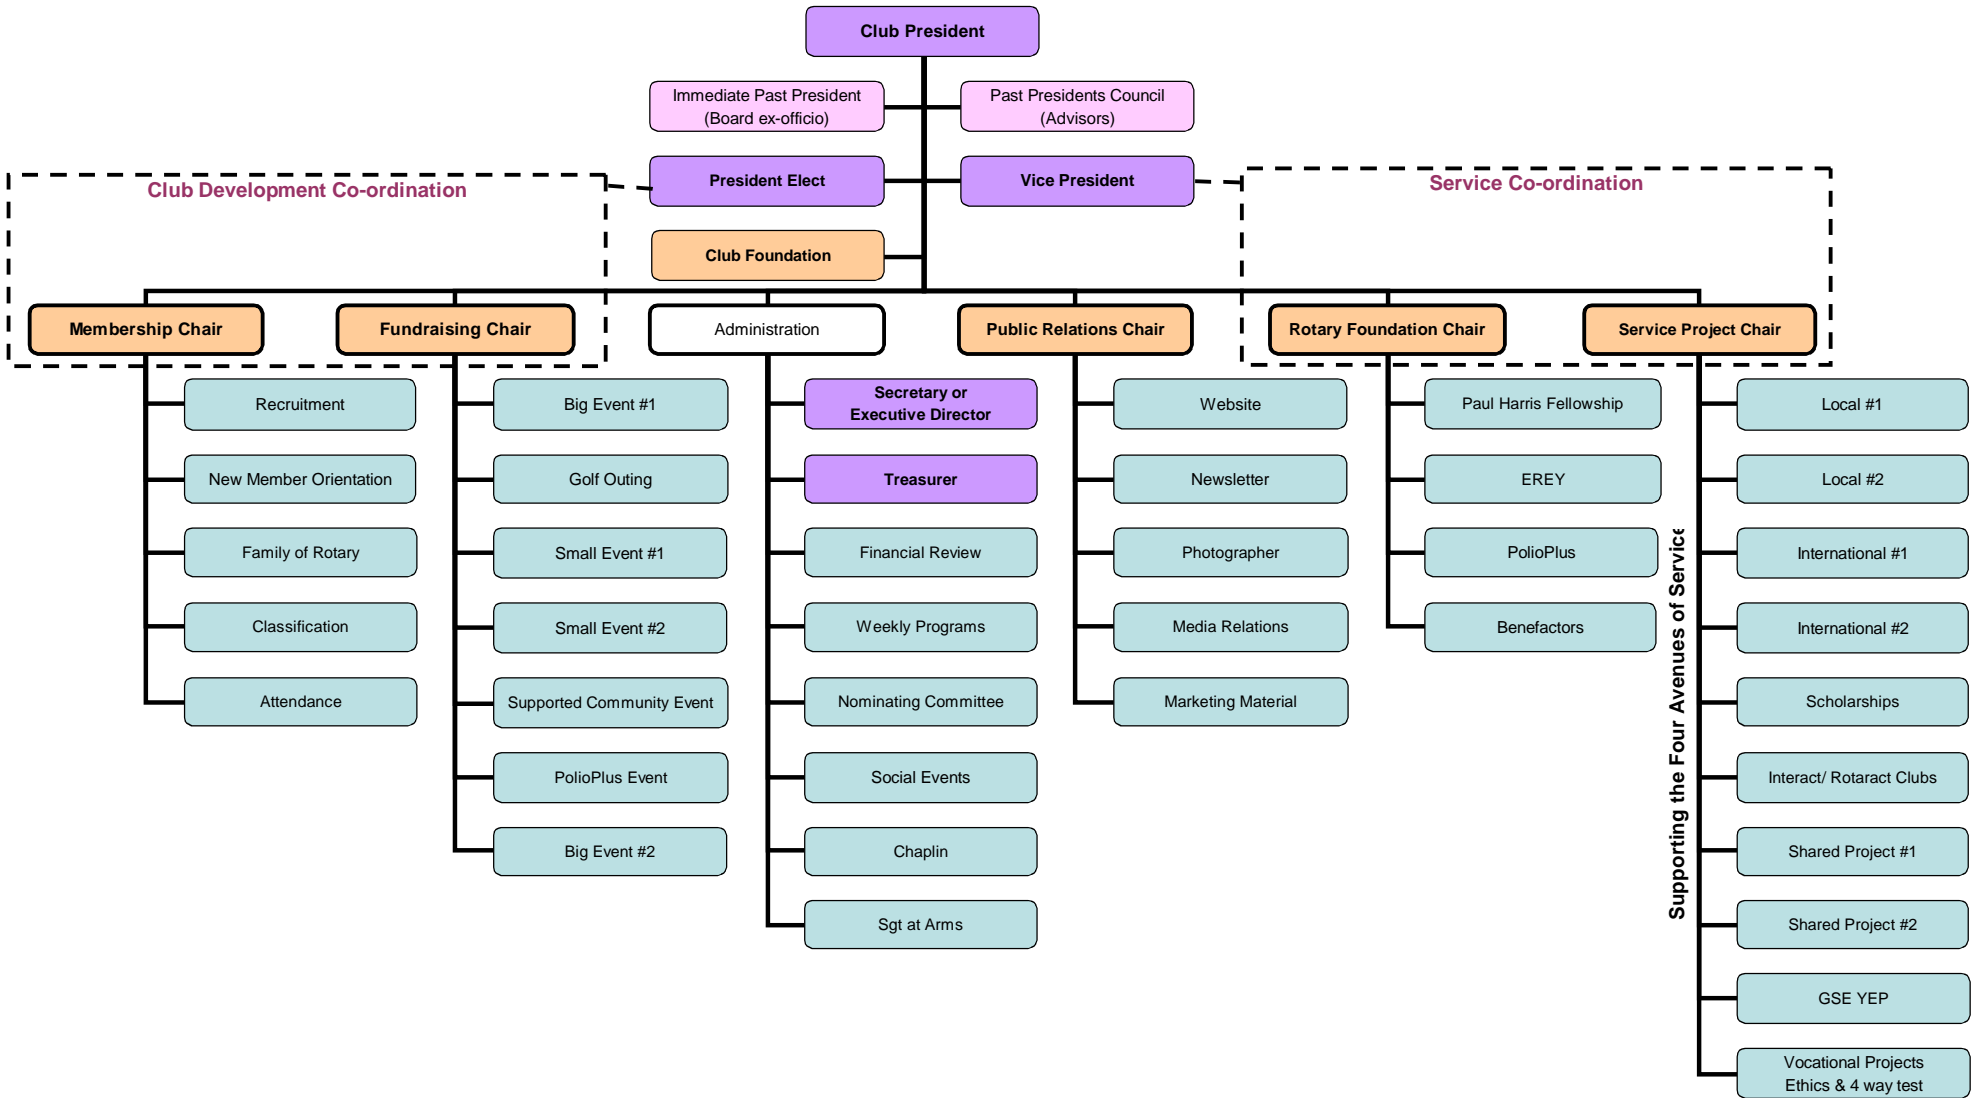 Club President
Immediate Past President
(Board ex-officio)
Past Presidents Council
(Advisors)
President Elect
Vice President
Club Development Co-ordination
Service Co-ordination
Club Foundation
Membership Chair
Fundraising Chair
Administration
Public Relations Chair
Rotary Foundation Chair
Service Project Chair
Recruitment
New Member Orientation
Family of Rotary
Classification
Attendance
Big Event #1
Golf Outing
Small Event #1
Small Event #2
Supported Community Event
PolioPlus Event
Big Event #2
Secretary or
Executive Director
Treasurer
Financial Review
Weekly Programs
Nominating Committee
Social Events
Chaplin
Sgt at Arms
Website
Newsletter
Photographer
Media Relations
Marketing Material
Paul Harris Fellowship
EREY
PolioPlus
Benefactors
Supporting the Four Avenues of Service
Local #1
Local #2
International #1
International #2
Scholarships
Interact/ Rotaract Clubs
Shared Project #1
Shared Project #2
GSE YEP
Vocational Projects
Ethics & 4 way test